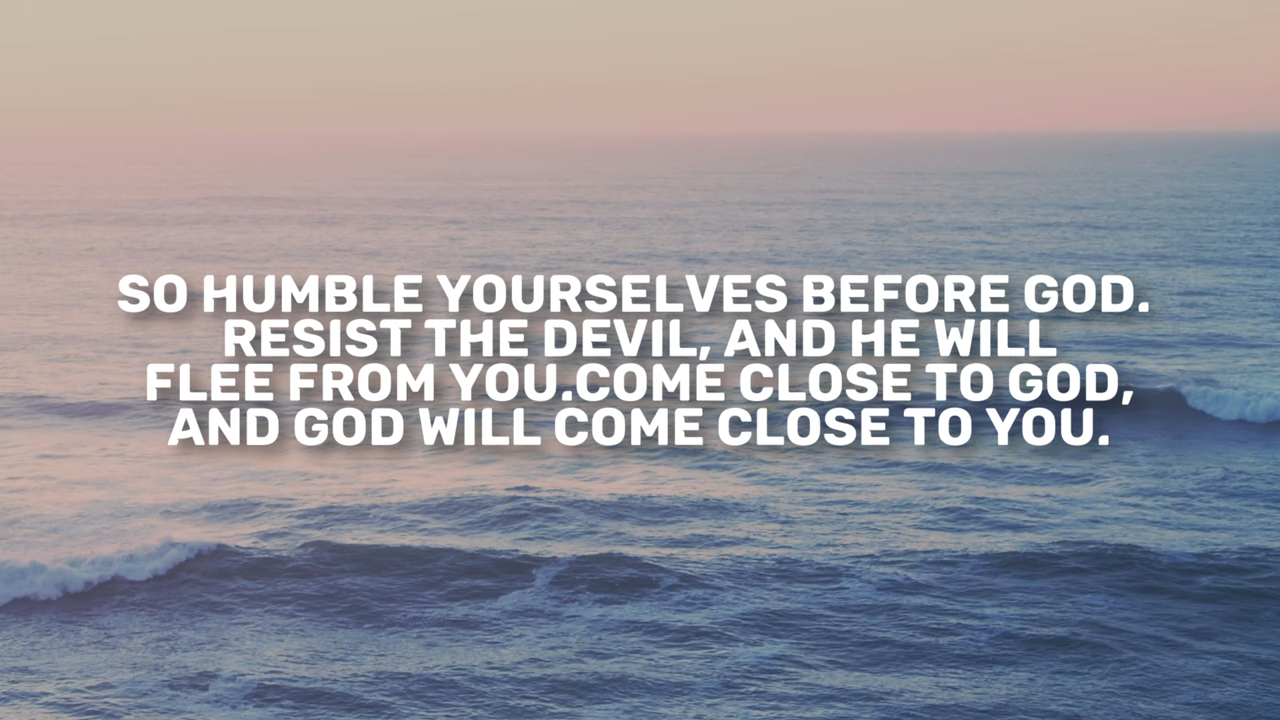 SO HUMBLE YOURSELVES BEFORE GOD.
RESIST THE DEVIL, AND HE WILL
FLEE FROM YOU.COME CLOSE TO GOD,
AND GOD WILL COME CLOSE TO YOU.